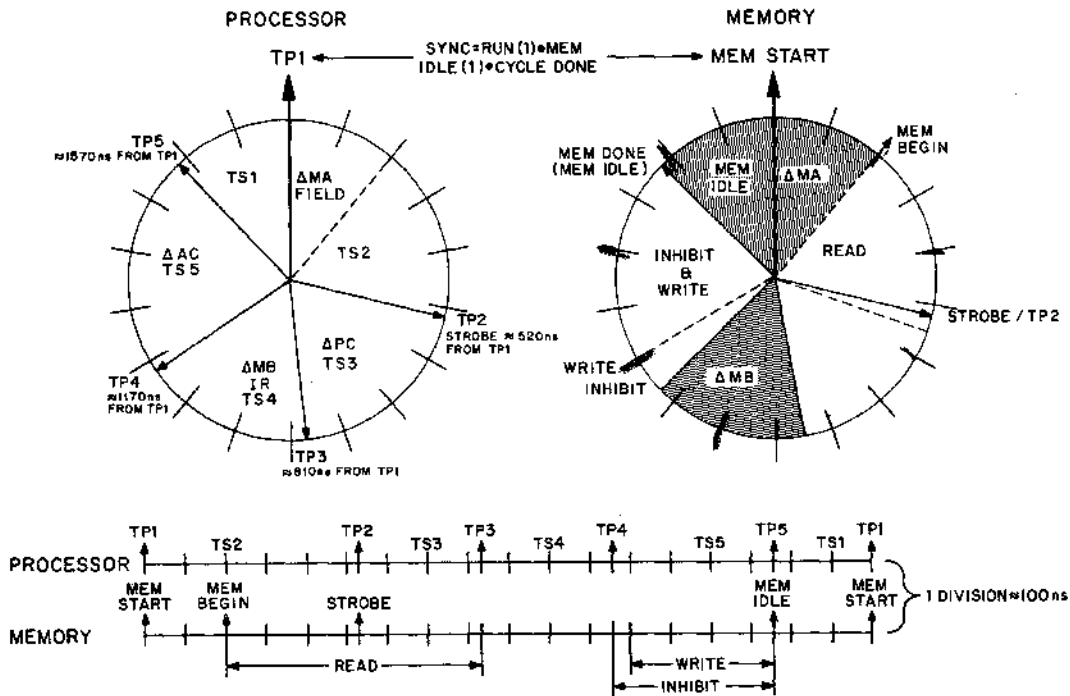 PROCESSOR
MEMORY
TP1
SYNC=RUN(1)•MEM
IDLE(1)•CYCLE DONE
MEM START
TP5
≈1570ns FROM TP1
TS1
ΔMA
FIELD
TS2
ΔAC
TS5
TP2
STROBE ≈520ns
FROM TP1
ΔPC
TS3
ΔMB
IR
TS4
TP4
≈1170ns
FROM TP1
TP3
≈810ns FROM TP1
MEM DONE
(MEM IDLE)
MEM
IDLE
ΔMA
MEM
BEGIN
READ
INHIBIT
&
WRITE
STROBE/TP2
WRITE
INHIBIT
ΔMB
TP1
TS2
TP2
TS3
TP3
TS4
TP4
TS5
TP5
TS1
TP1
PROCESSOR
MEM
START
MEM
BEGIN
STROBE
MEM
IDLE
MEM
START
1 DIVISION≈100ns
MEMORY
READ
WRITE
INHIBIT